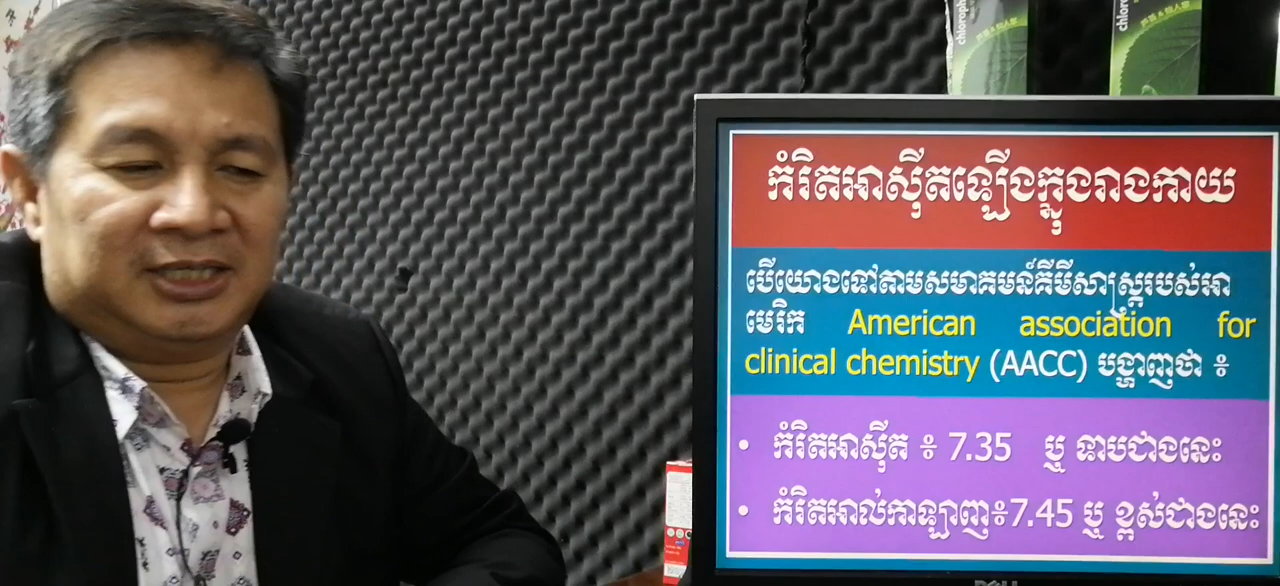 chloroph
chlorop
កំរិតអាស៊ីតឡើងក្នុងរាងកាយ
បើយោងទៅតាមសមាគមន៍គីមីសាស្ត្ររបស់អា
មេរិក American association for
clinical chemistry (AACC) បង្ហាញថា ៖
• កំរិតអាស៊ីត ៖ 7.35 ឬ ទាបជាងនេះ
• កំរិតអាល់កាឡាញ៖7.45 ឬ ខ្ពស់ជាងនេះ